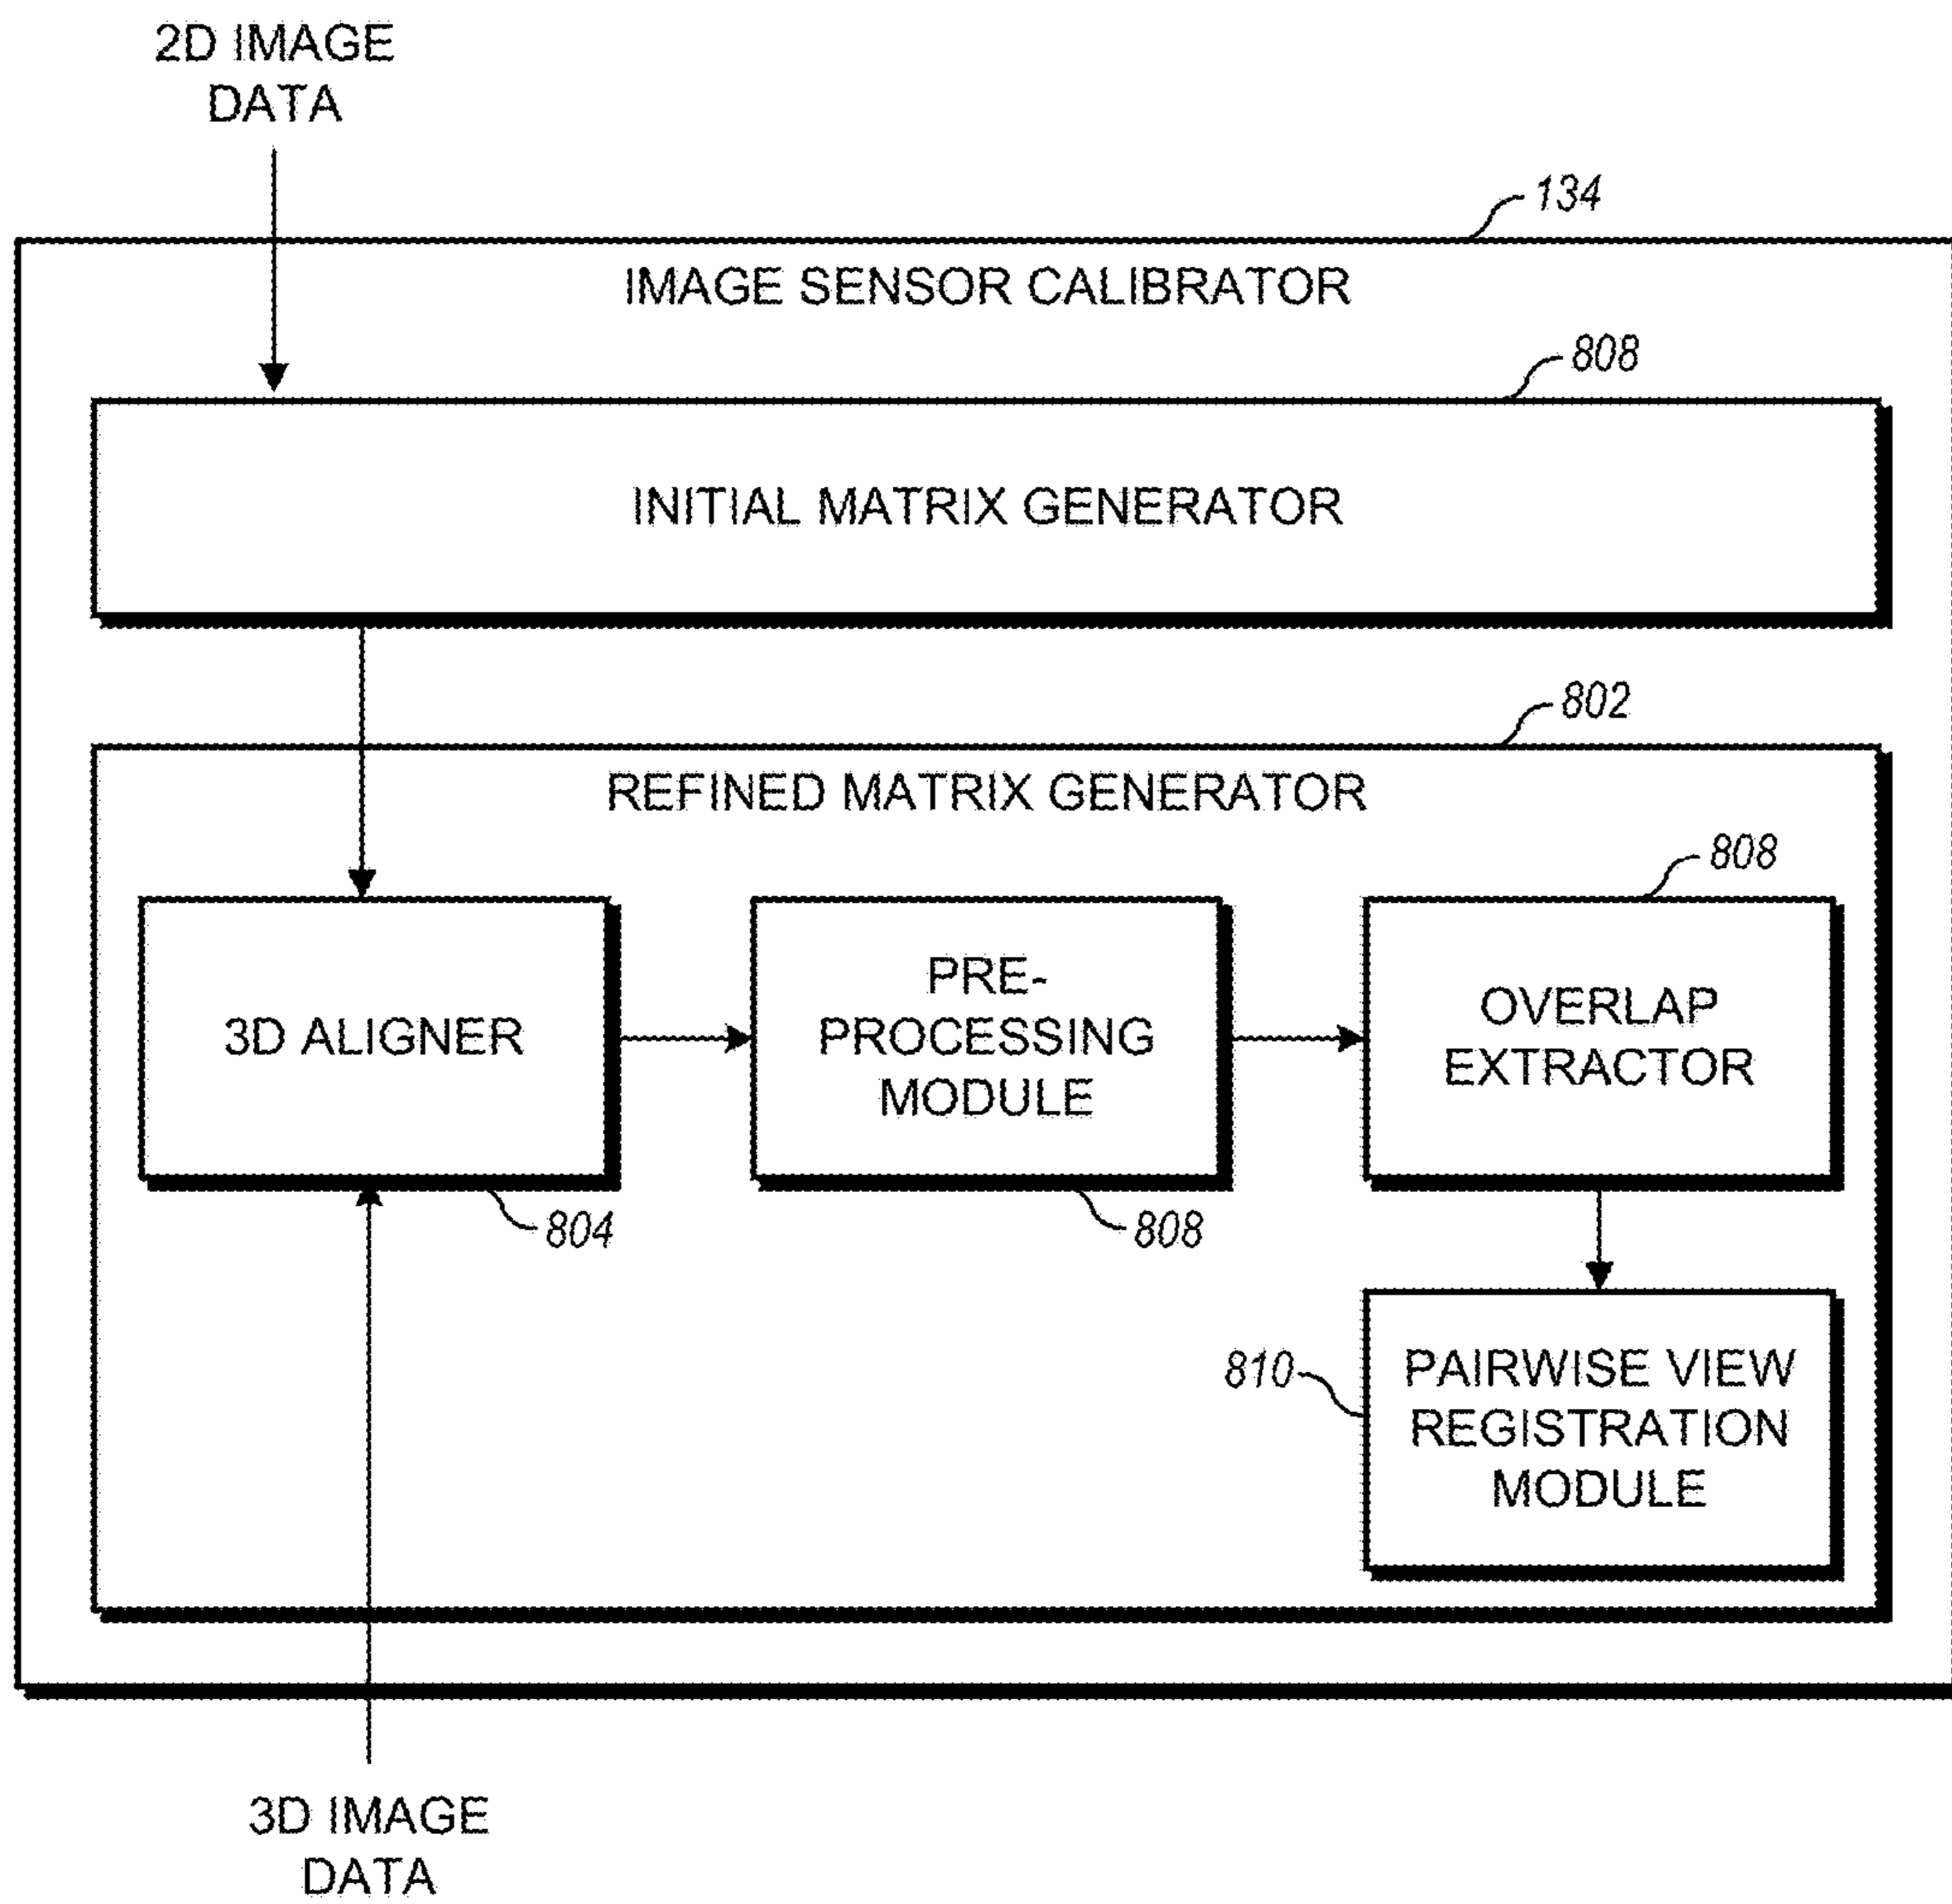 2D IMAGE
DATA
134
IMAGE SENSOR CALIBRATOR
808
INITIAL MATRIX GENERATOR
802
REFINED MATRIX GENERATOR
808
3D ALIGNER
PRE-
PROCESSING
MODULE
OVERLAP
EXTRACTOR
804
808
810
PAIRWISE VIEW
REGISTRATION
MODULE
3D IMAGE
DATA